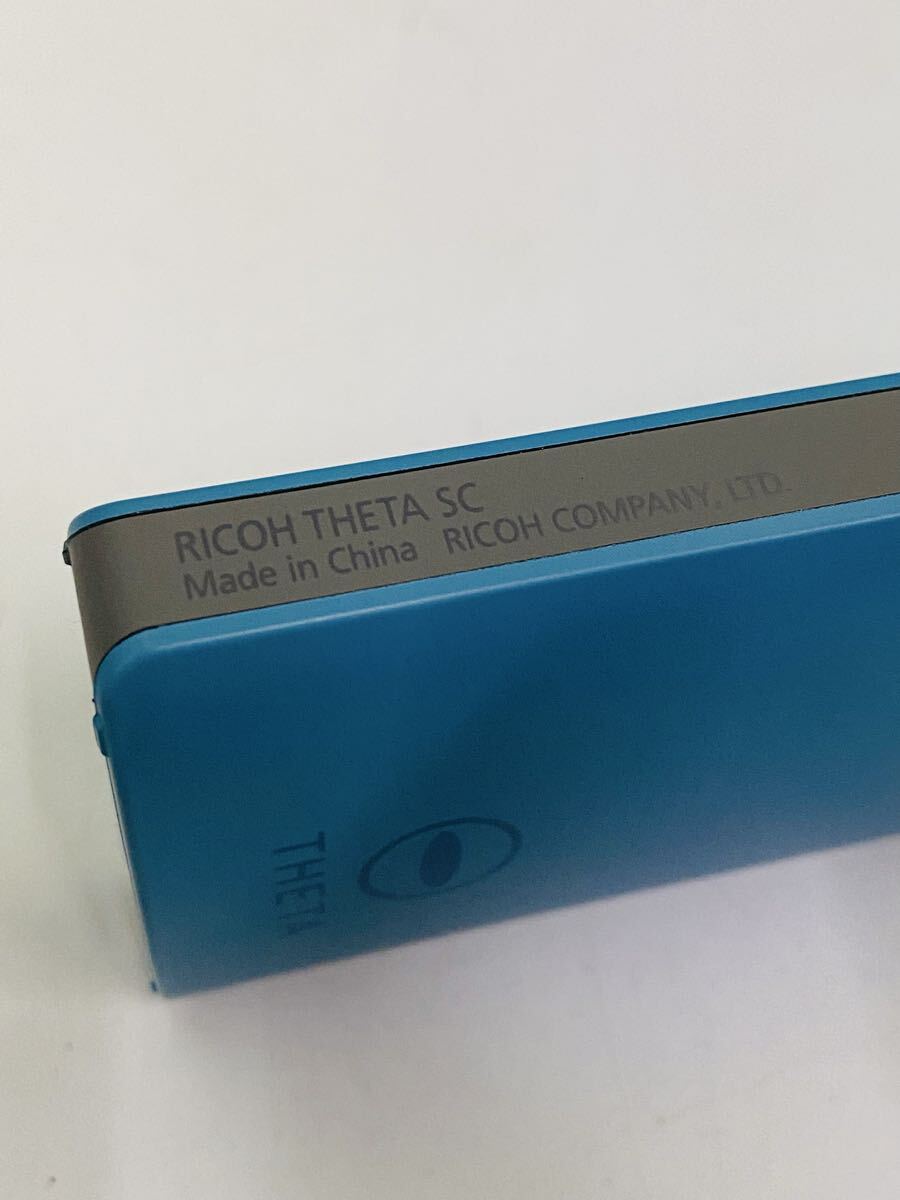 RICOH THETA SC
Made in China RICOH COMPANY, LTD.
THETA